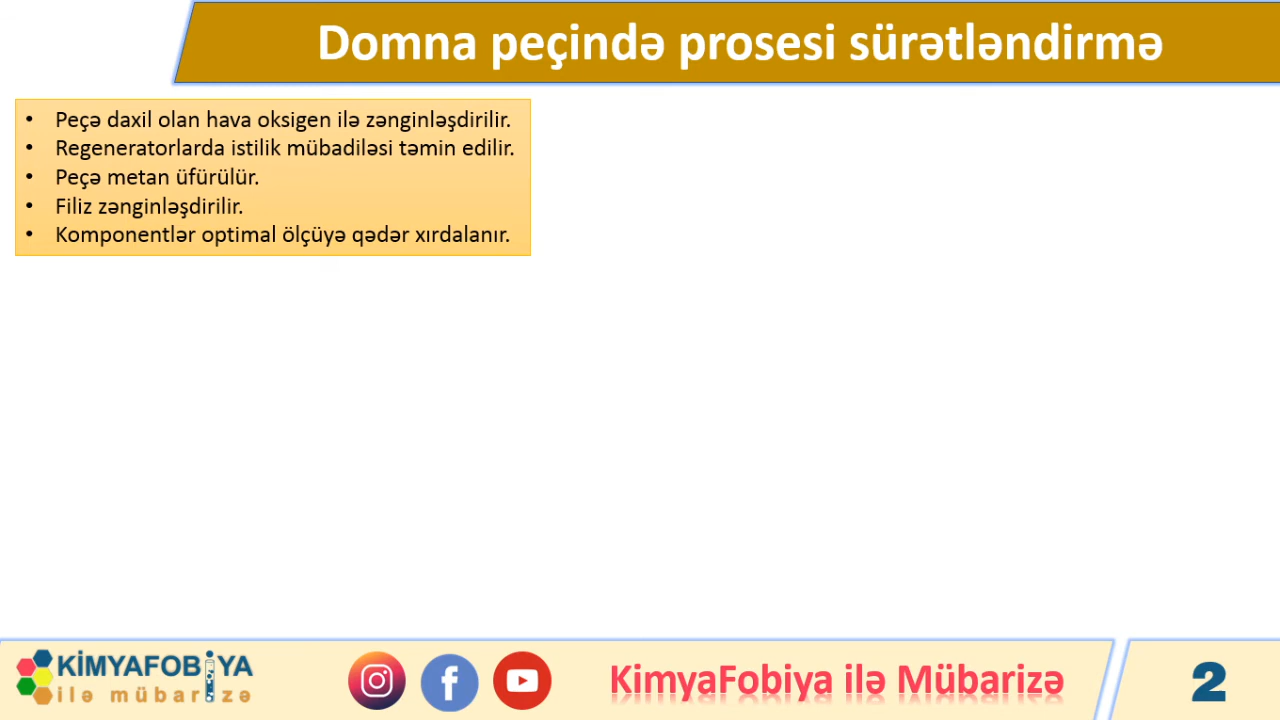 Domna peçində prosesi sürətləndirmə
• Peçə daxil olan hava oksigen ilə zənginləşdirilir.
• Regeneratorlarda istilik mübadiləsi təmin edilir.
• Peçə metan üfürülür.
• Filiz zənginləşdirilir.
• Komponentlər optimal ölçüyə qədər xırdalanır.
KİMYAFOBİYA
ilə mübarizə
KimyaFobiya ilə Mübarizə
2